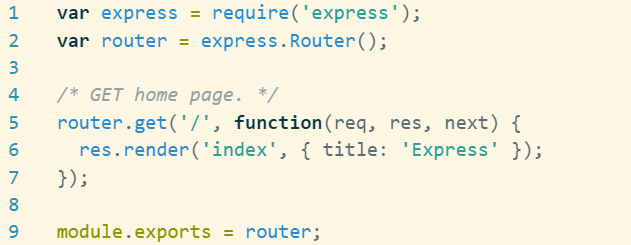 1 var express = require('express');
2 var router = express.Router();
3
4 /* GET home page. */
5 router.get('/', function(req, res, next) {
6   res.render('index', { title: 'Express' });
7 });
8
9 module.exports = router;